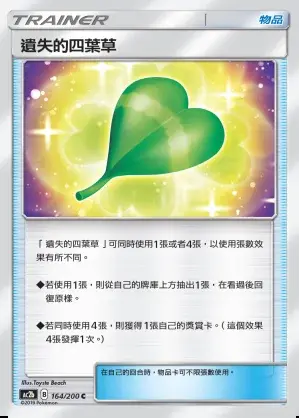 TRAINER 物品
遺失的四葉草
「遺失的四葉草」可同時使用1張或者4張，以使用張數效
果有所不同。
◆若使用1張，則從自己的牌庫上方抽出1張，在看過後回
復原樣。
◆若同時使用4張，則獲得1張自己的獎賞卡。（這個效果
4張發揮1次。）
在自己的回合時，物品卡可不限張數使用。
Illus.Toyste Beach
AC2b B 164/200 C
©2019 Pokémon